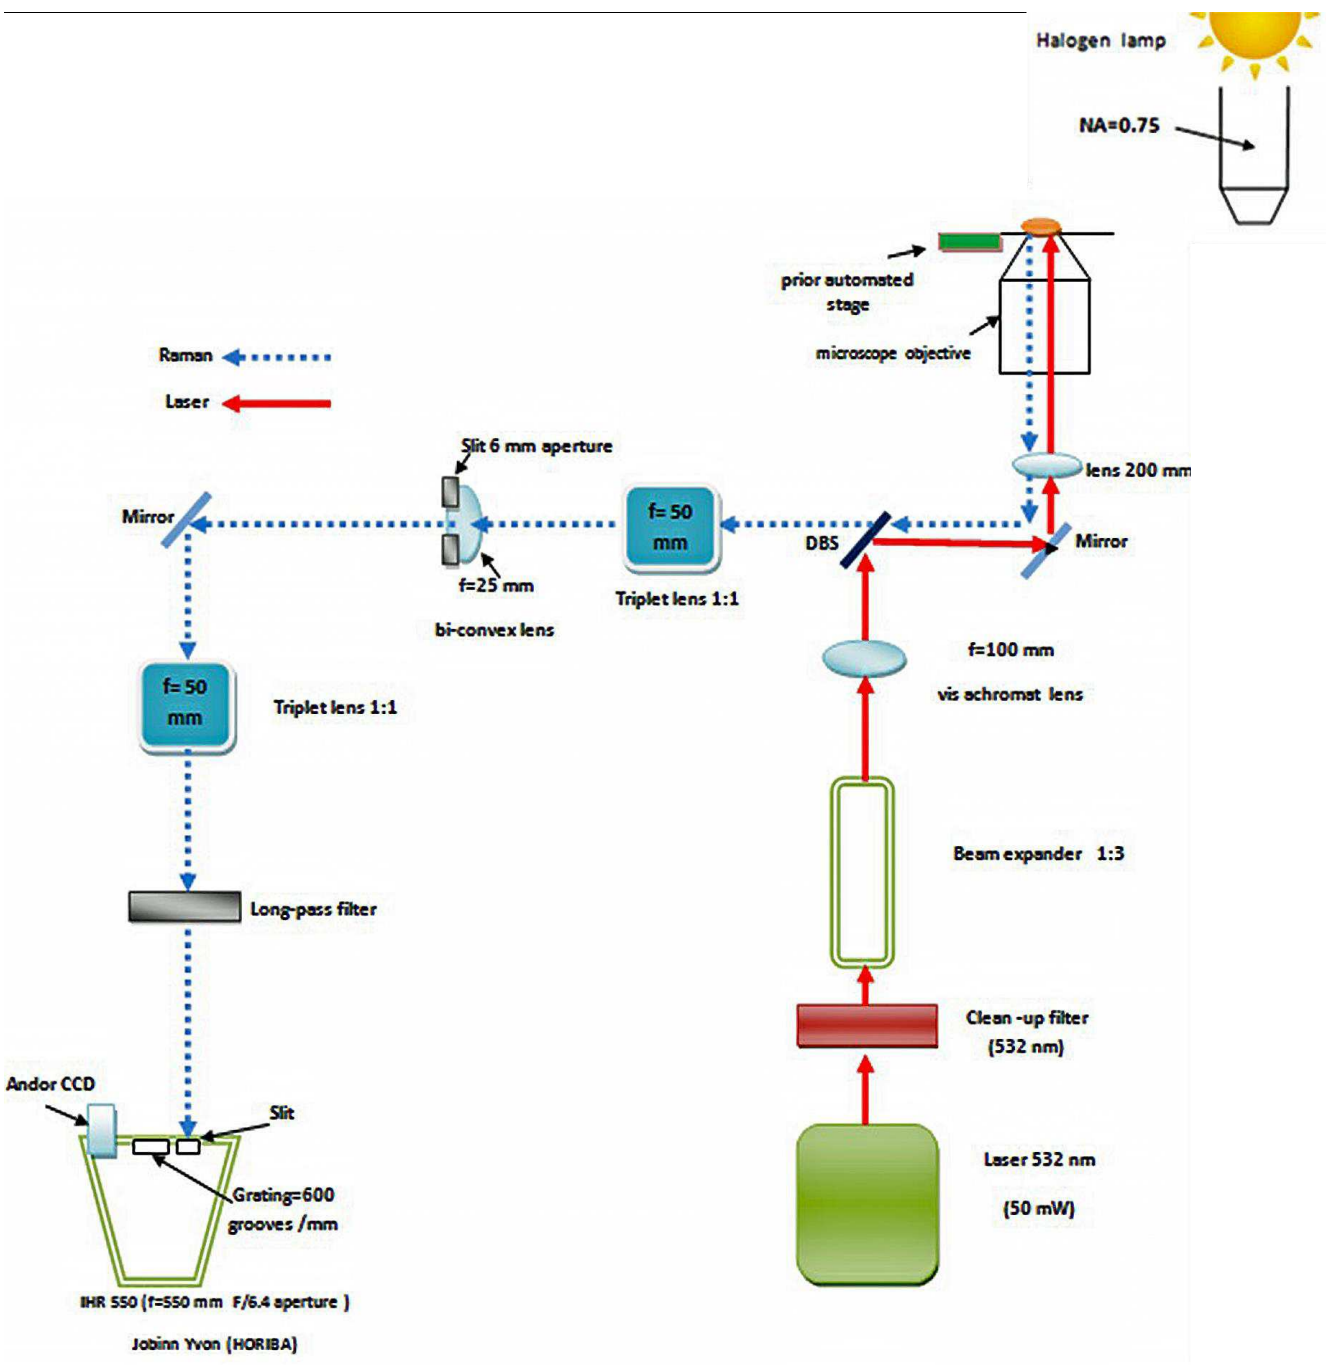 Halogen lamp
NA=0.75
prior automated
stage
microscope objective
Raman
Laser
Slit 6 mm aperture
lens 200 mm
Mirror
f= 50
mm
DBS
Mirror
f=25 mm
Triplet lens 1:1
bi-convex lens
f=100 mm
vis achromat lens
f= 50
mm
Triplet lens 1:1
Beam expander 1:3
Long-pass filter
Clean -up filter
(532 nm)
Andor CCD
Slit
Laser 532 nm
(50 mW)
Grating=600
grooves /mm
IHR 550 (f=550 mm F/6.4 aperture )
Jobinn Yvon (HORIBA)